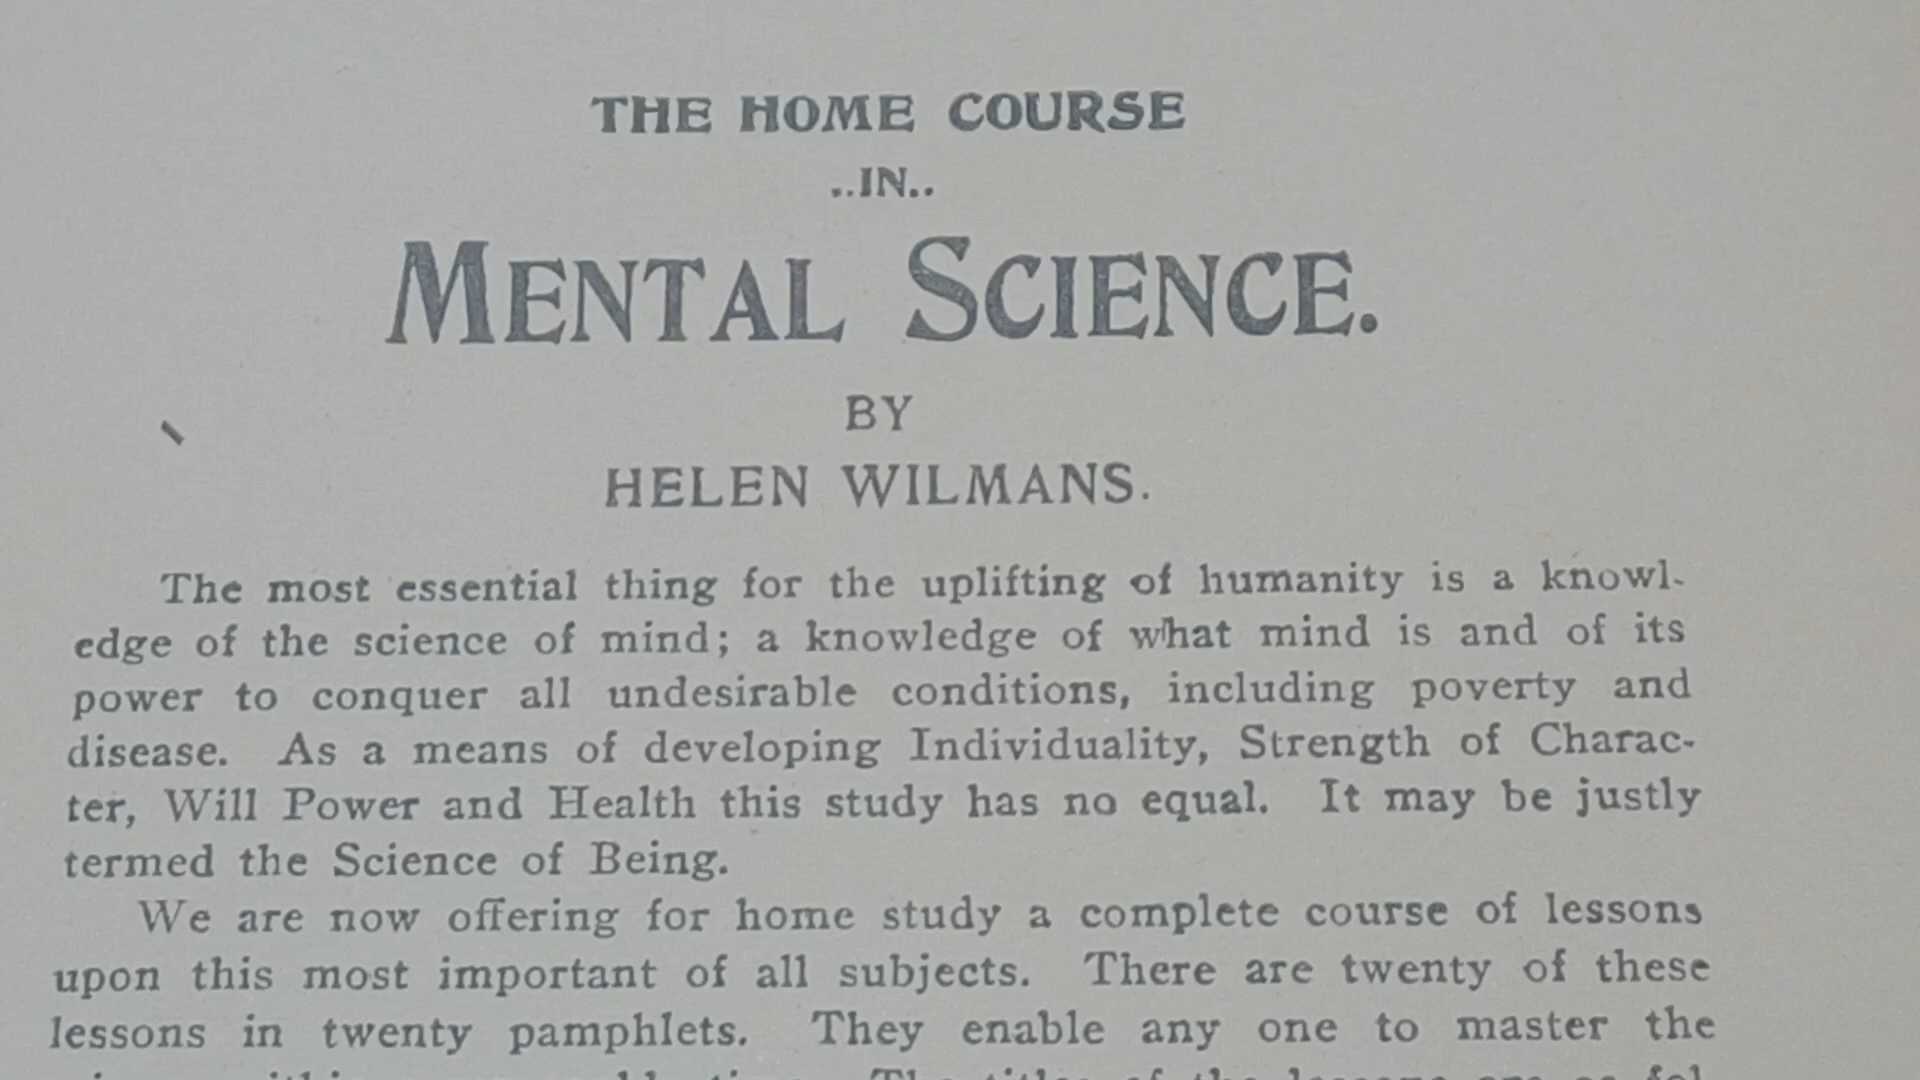 THE HOME COURSE
..IN..
MENTAL SCIENCE.
BY
HELEN WILMANS.
The most essential thing for the uplifting of humanity is a knowl-
edge of the science of mind; a knowledge of what mind is and of its
power to conquer all undesirable conditions, including poverty and
disease. As a means of developing Individuality, Strength of Charac-
ter, Will Power and Health this study has no equal. It may be justly
termed the Science of Being.
We are now offering for home study a complete course of lessons
upon this most important of all subjects. There are twenty of these
lessons in twenty pamphlets. They enable any one to master the